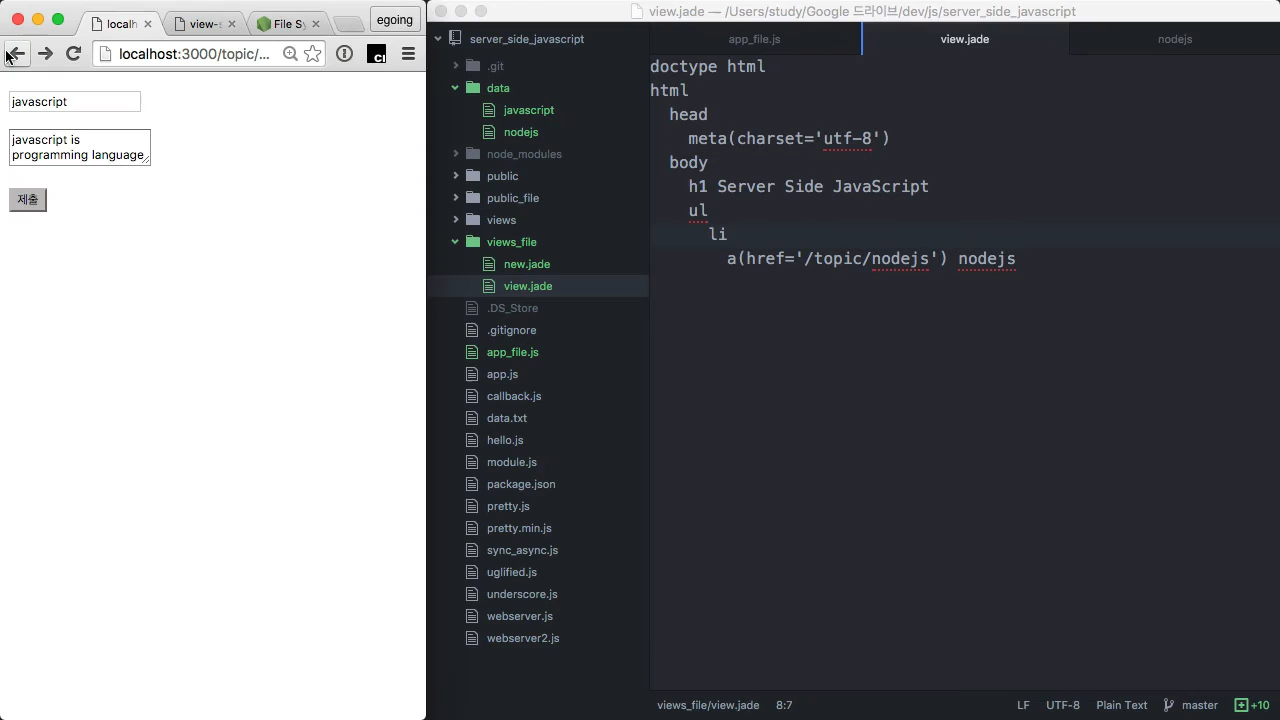 localh
view-s
File Sy
egoing
localhost:3000/topic/...
javascript
javascript is
programming language
제출
view.jade — /Users/study/Google 드라이브/dev/js/server_side_javascript
server_side_javascript
.git
data
javascript
nodejs
node_modules
public
public_file
views
views_file
new.jade
view.jade
.DS_Store
.gitignore
app_file.js
app.js
callback.js
data.txt
hello.js
module.js
package.json
pretty.js
pretty.min.js
sync_async.js
uglified.js
underscore.js
webserver.js
webserver2.js
app_file.js
view.jade
nodejs
doctype html
html
head
meta(charset='utf-8')
body
h1 Server Side JavaScript
ul
li
a(href='/topic/nodejs') nodejs
views_file/view.jade
8:7
LF
UTF-8
Plain Text
master
+10